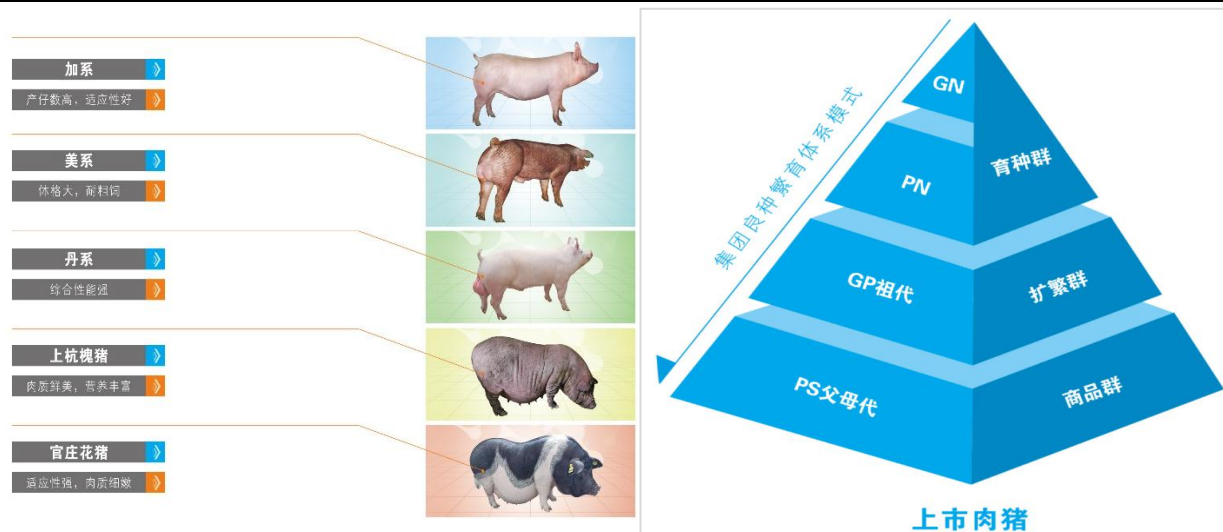 加系
产仔数高,适应性好
美系
体格大,耐粗饲
丹系
综合性能强
上杭槐猪
肉质鲜美,营养丰富
官庄花猪
适应性强,肉质细嫩
集团良种繁育体系模式
GN
PN
育种群
GP祖代
扩繁群
PS父母代
商品群
上市肉猪